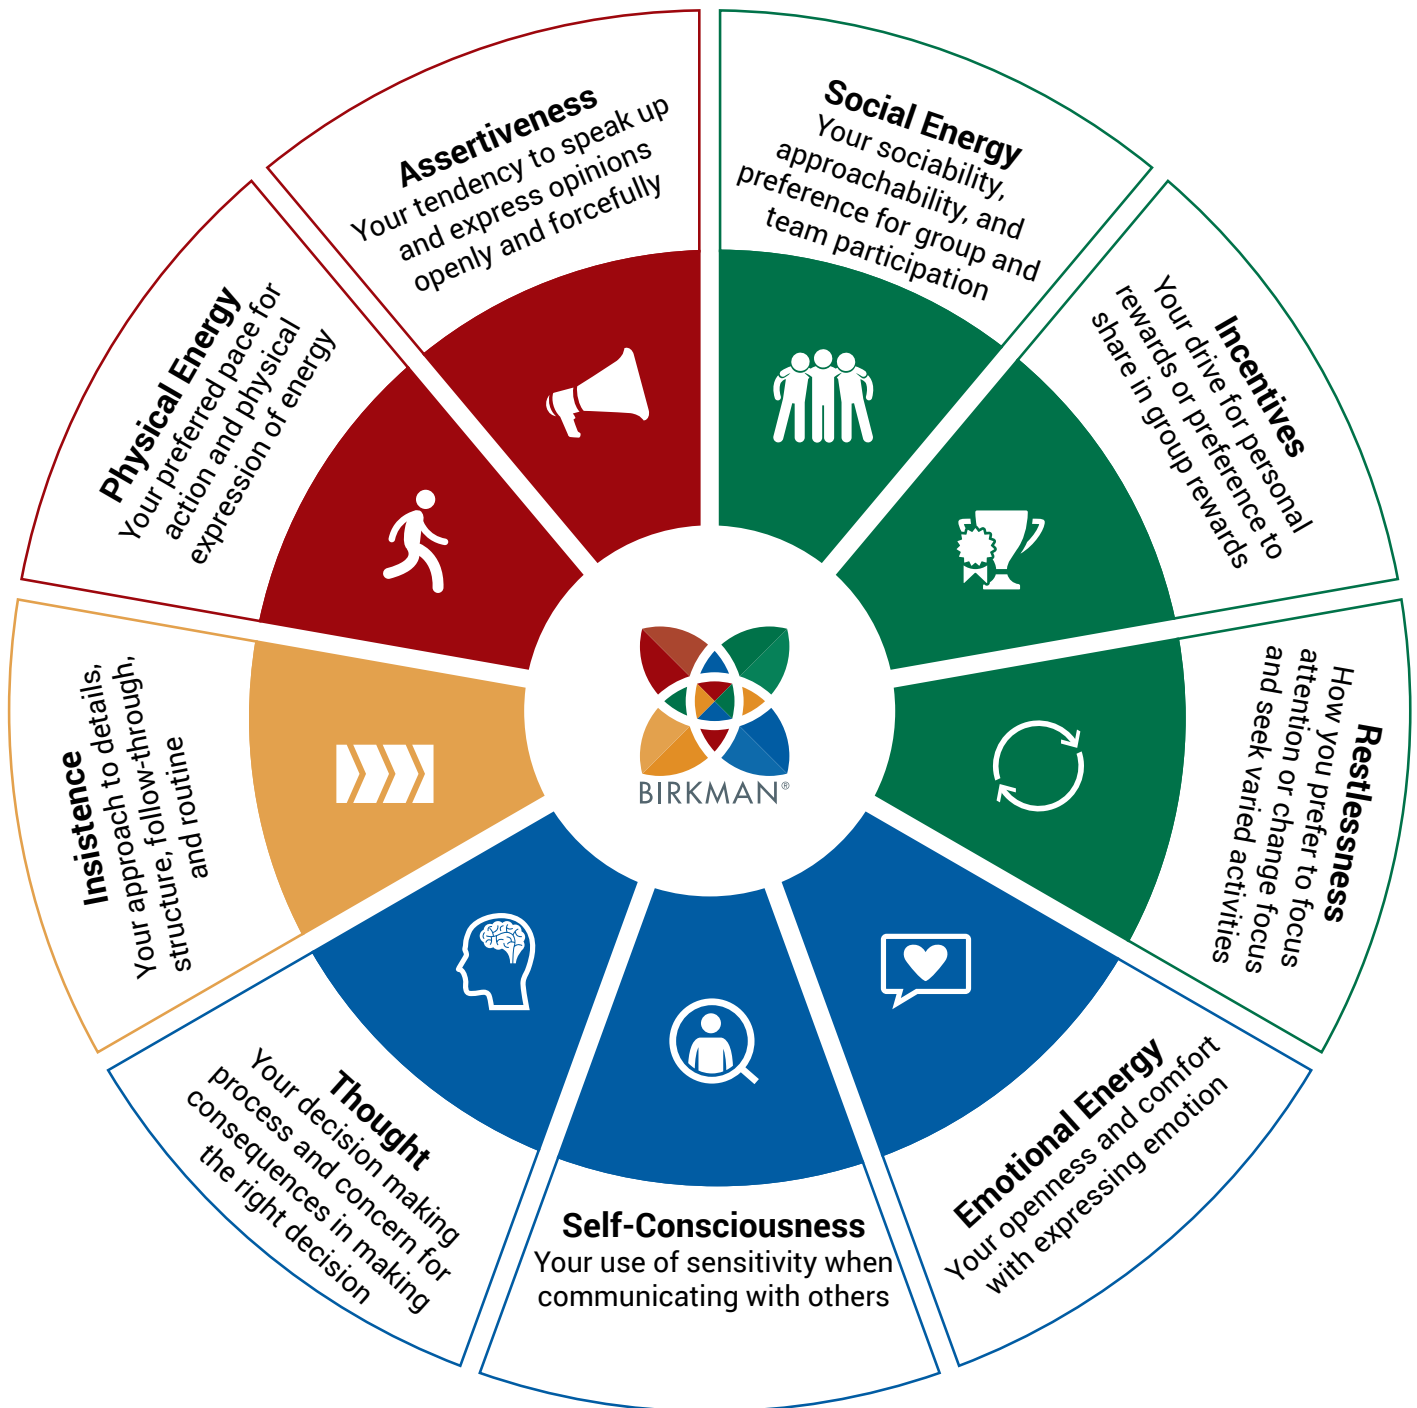 Assertiveness
Your tendency to speak up
and express opinions
openly and forcefully
Social Energy
Your sociability,
approachability, and
preference for group and
team participation
Incentives
Your drive for personal
rewards or preference to
share in group rewards
Restlessness
How you prefer to focus
attention or change focus
and seek varied activities
Emotional Energy
Your openness and comfort
with expressing emotion
Self-Consciousness
Your use of sensitivity when
communicating with others
Thought
Your decision making
process and concern for
consequences in making
the right decision
Insistence
Your approach to details,
structure, follow-through,
and routine
Physical Energy
Your preferred pace for
action and physical
expression of energy
BIRKMAN®